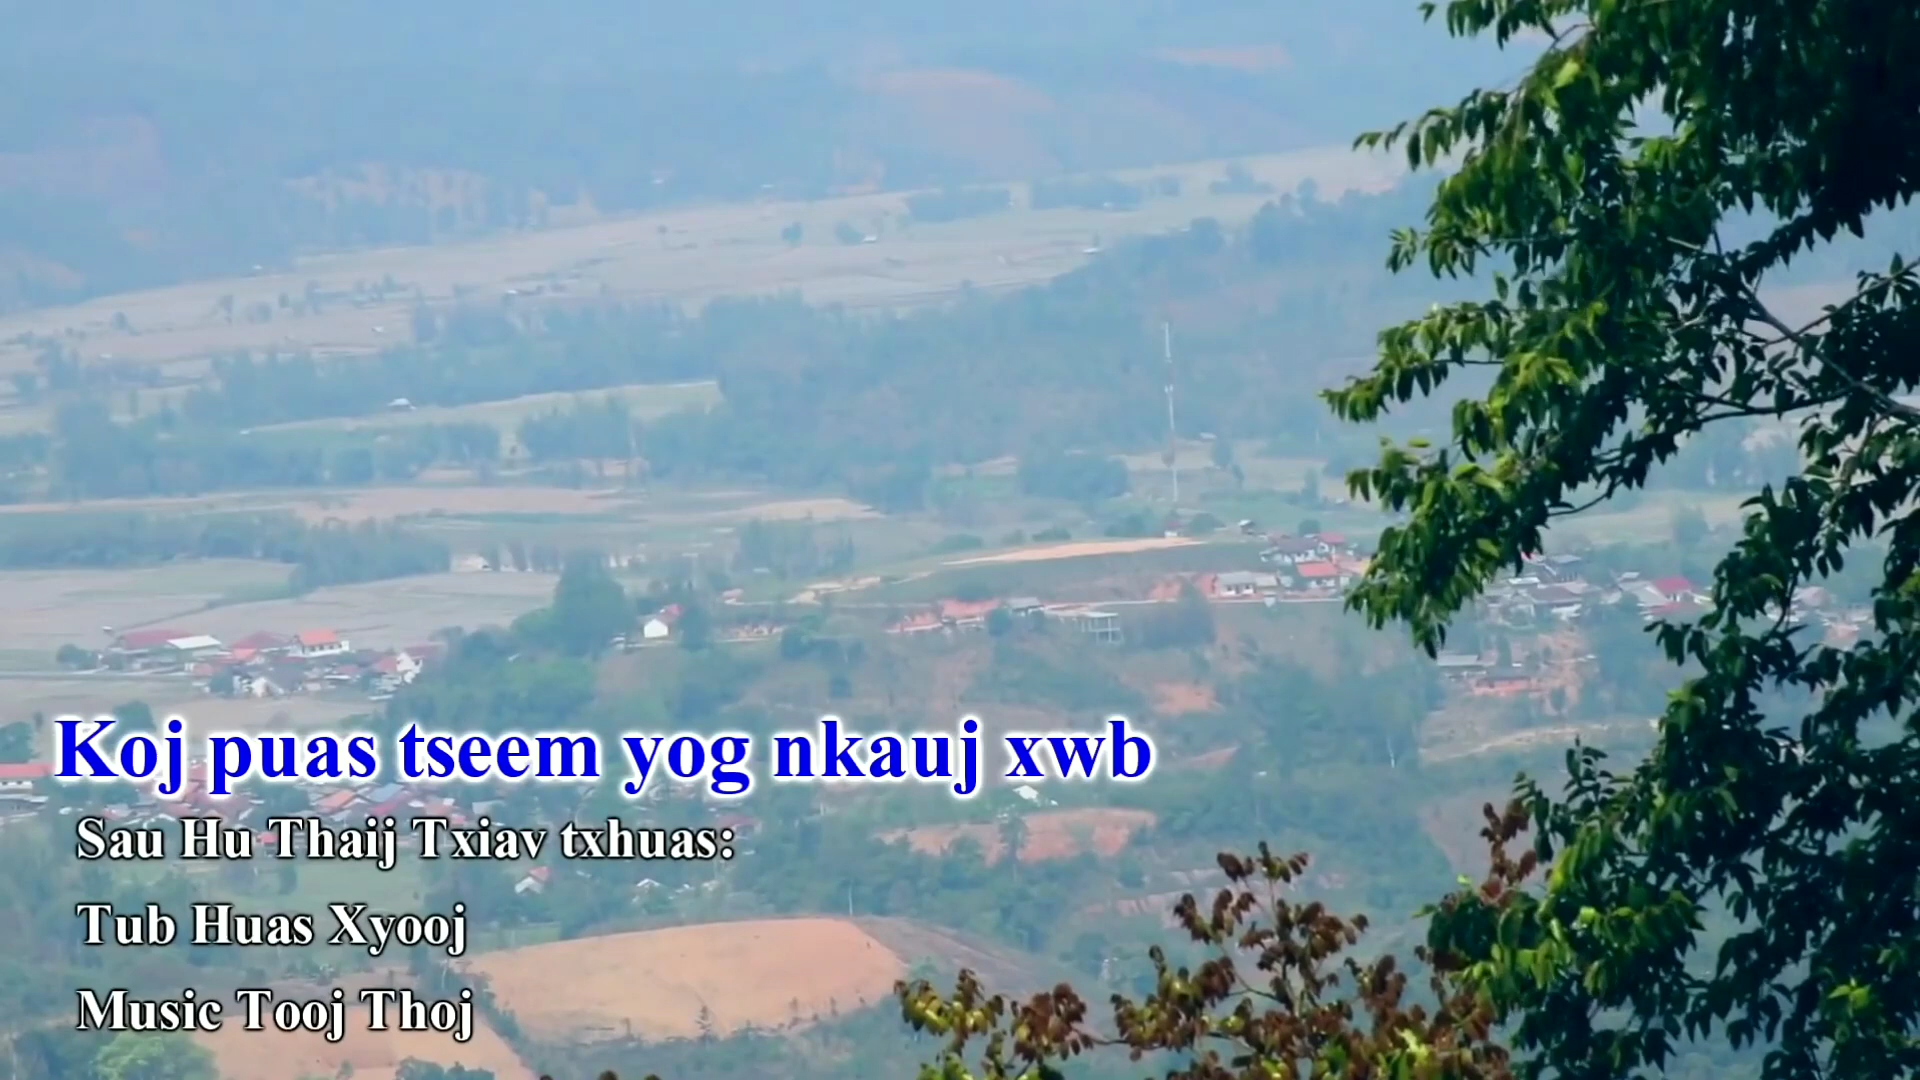 Koj puas tseem yog nkauj xwb
Sau Hu Thaij Txiav txhuas:
Tub Huas Xyooj
Music Tooj Thoj